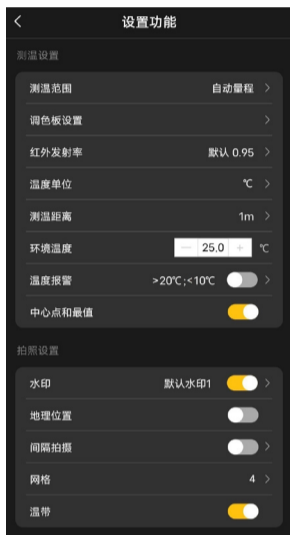 设置功能
测温设置
测温范围 自动量程
调色板设置
红外发射率 默认 0.95
温度单位 ℃
测温距离 1m
环境温度 － 25.0 + ℃
温度报警 >20℃;<10℃
中心点和最值
拍照设置
水印 默认水印1
地理位置
间隔拍摄
网格 4
温带